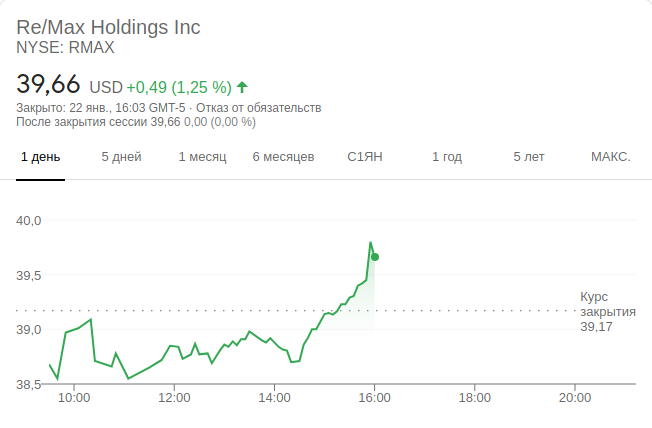 Re/Max Holdings Inc
NYSE: RMAX
39,66 USD +0,49 (1,25 %)
Закрыто: 22 янв., 16:03 GMT-5 · Отказ от обязательств
После закрытия сессии 39,66 0,00 (0,00 %)
1 день 5 дней 1 месяц 6 месяцев С1ЯН 1 год 5 лет МАКС.
40,0
39,5
Курс
закрытия
39,17
39,0
38,5
10:00 12:00 14:00 16:00 18:00 20:00